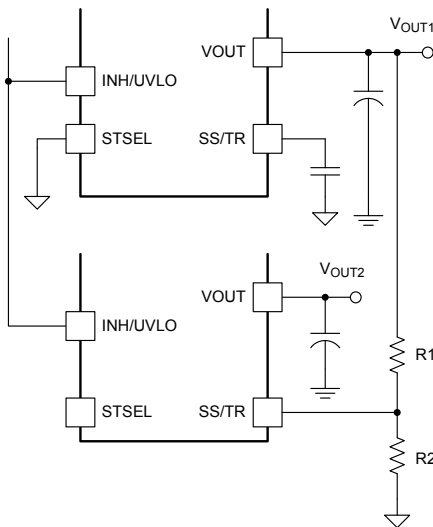 VOUT1
VOUT
INH/UVLO
STSEL
SS/TR
VOUT2
VOUT
INH/UVLO
R1
STSEL
SS/TR
R2